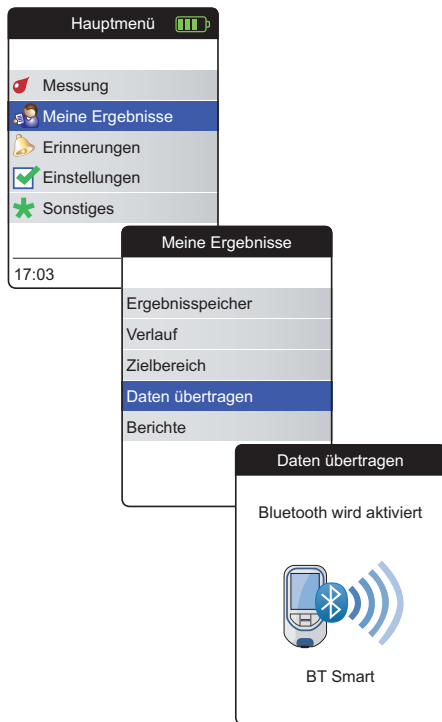 Hauptmenü
Messung
Meine Ergebnisse
Erinnerungen
Einstellungen
Sonstiges
17:03
Meine Ergebnisse
Ergebnisspeicher
Verlauf
Zielbereich
Daten übertragen
Berichte
Daten übertragen
Bluetooth wird aktiviert
BT Smart